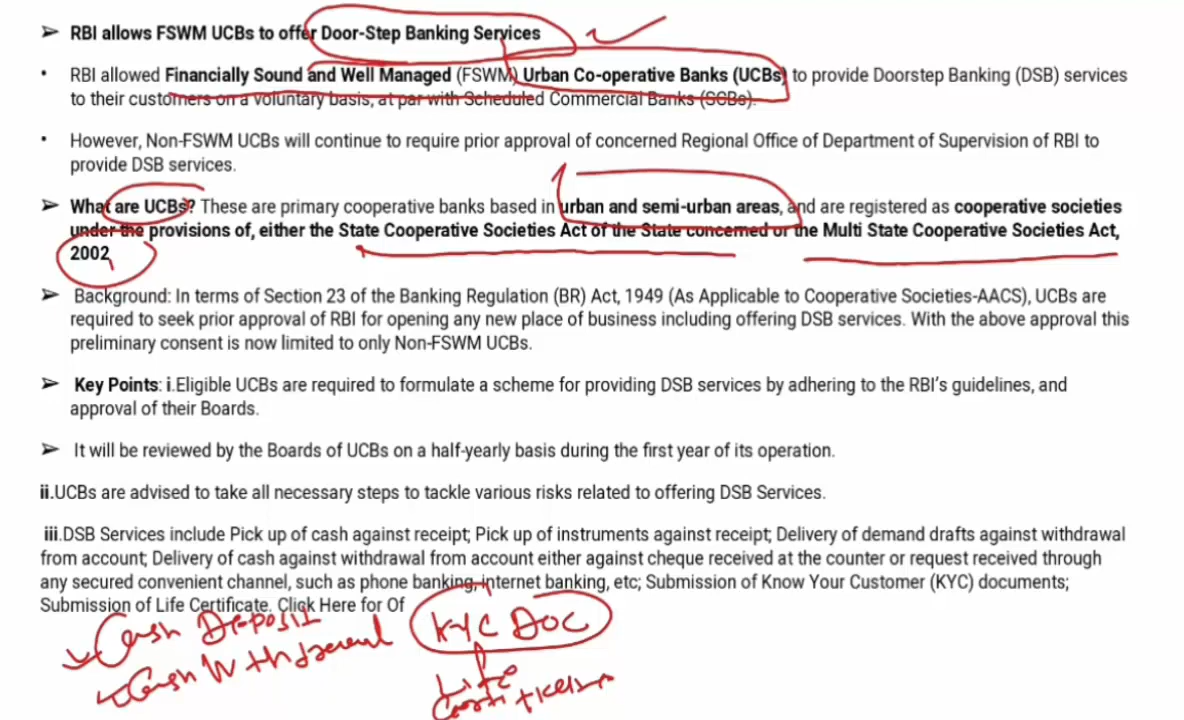 ➢ RBI allows FSWM UCBs to offer Door-Step Banking Services
• RBI allowed Financially Sound and Well Managed (FSWM) Urban Co-operative Banks (UCBs) to provide Doorstep Banking (DSB) services
to their customers on a voluntary basis, at par with Scheduled Commercial Banks (SCBs).
• However, Non-FSWM UCBs will continue to require prior approval of concerned Regional Office of Department of Supervision of RBI to
provide DSB services.
➢ What are UCBs? These are primary cooperative banks based in urban and semi-urban areas, and are registered as cooperative societies
under the provisions of, either the State Cooperative Societies Act of the State concerned or the Multi State Cooperative Societies Act,
2002
➢ Background: In terms of Section 23 of the Banking Regulation (BR) Act, 1949 (As Applicable to Cooperative Societies-AACS), UCBs are
required to seek prior approval of RBI for opening any new place of business including offering DSB services. With the above approval this
preliminary consent is now limited to only Non-FSWM UCBs.
➢ Key Points: i.Eligible UCBs are required to formulate a scheme for providing DSB services by adhering to the RBI's guidelines, and
approval of their Boards.
➢ It will be reviewed by the Boards of UCBs on a half-yearly basis during the first year of its operation.
ii.UCBs are advised to take all necessary steps to tackle various risks related to offering DSB Services.
iii.DSB Services include Pick up of cash against receipt; Pick up of instruments against receipt; Delivery of demand drafts against withdrawal
from account; Delivery of cash against withdrawal from account either against cheque received at the counter or request received through
any secured convenient channel, such as phone banking, internet banking, etc; Submission of Know Your Customer (KYC) documents;
Submission of Life Certificate. Click Here for Of
Cash Deposit
KYC DOC
Cash Withdrawal
Life